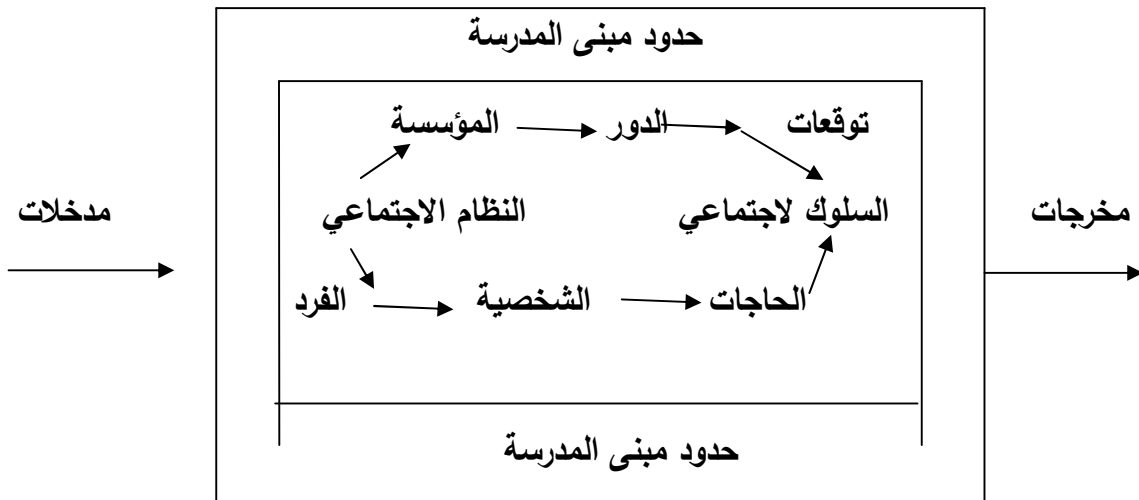 حدود مبنى المدرسة
المؤسسة الدور توقعات
مدخلات النظام الاجتماعي السلوك لاجتماعي مخرجات
الفرد الشخصية الحاجات
حدود مبنى المدرسة